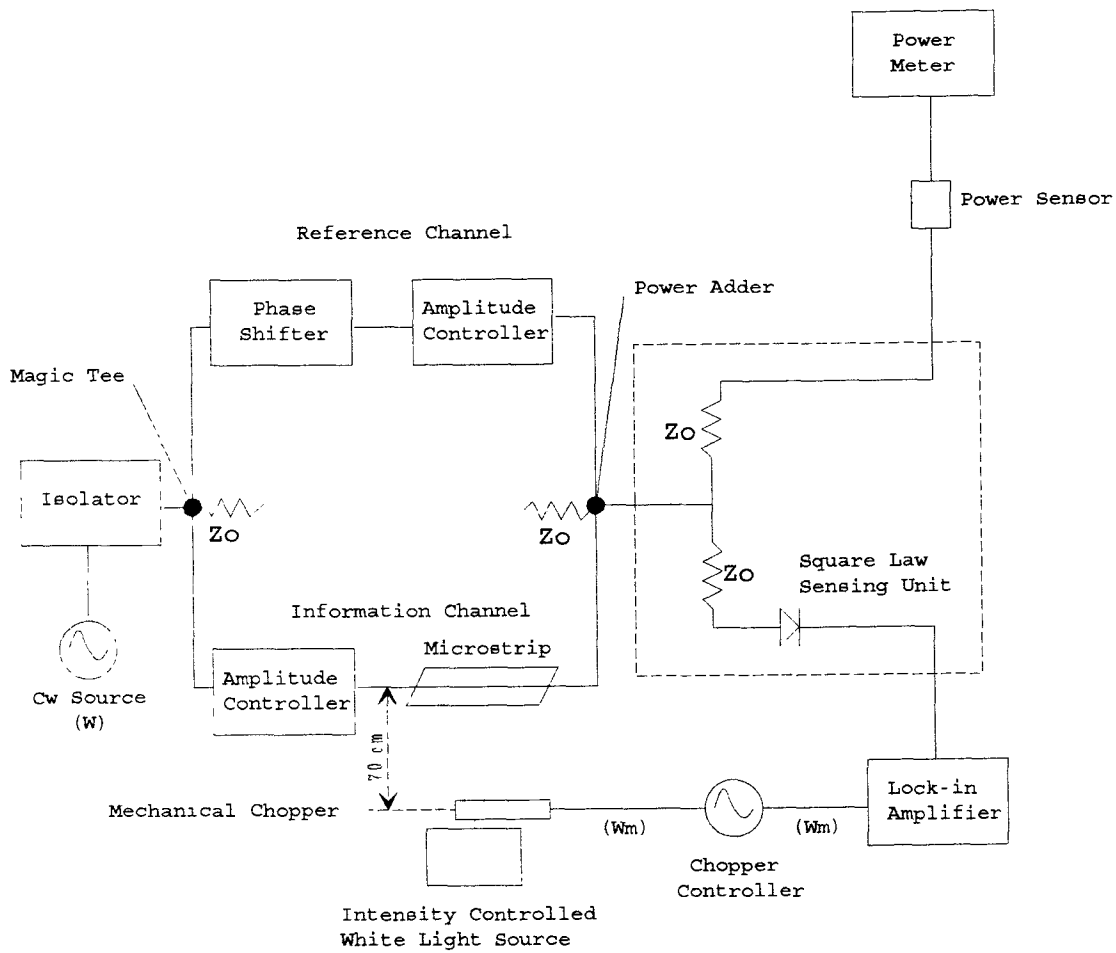 Power
Meter
Power Sensor
Reference Channel
Power Adder
Phase
Shifter
Amplitude
Controller
Magic Tee
Zo
Isolator
Zo
Zo
Zo
Square Law
Sensing Unit
Information Channel
Microstrip
Amplitude
Controller
Cw Source
(W)
70 cm
Mechanical Chopper
(Wm)
(Wm)
Lock-in
Amplifier
Chopper
Controller
Intensity Controlled
White Light Source